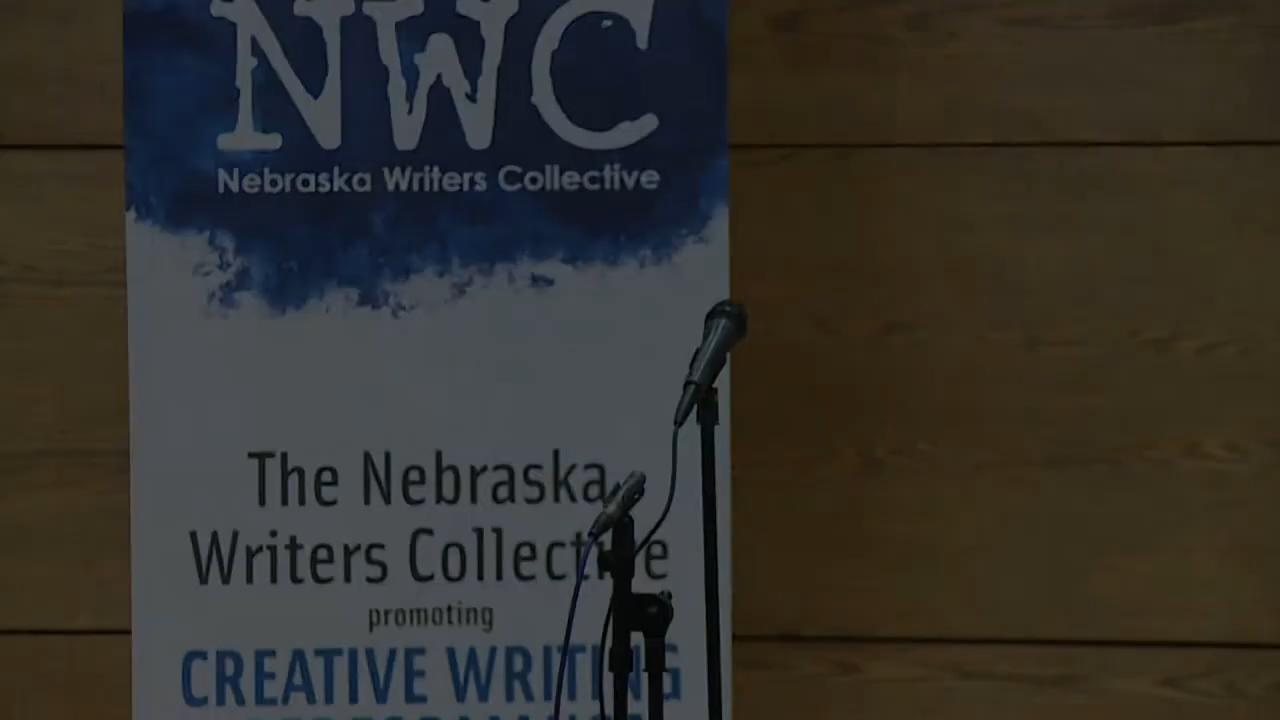 NWC
Nebraska Writers Collective
The Nebraska
Writers Collective
promoting
CREATIVE WRITING